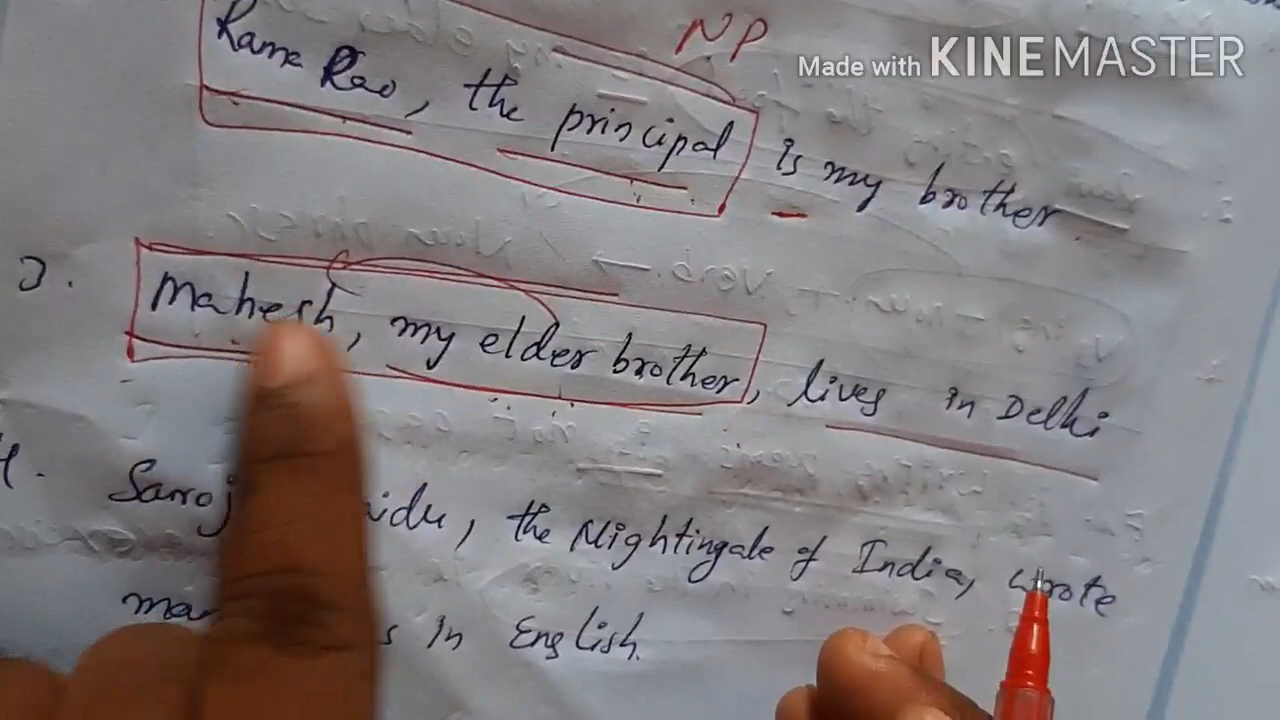 NP
Made with KINEMASTER
Rama Rao, the principal is my brother.
3. Mahesh, my elder brother, lives in Delhi
4. Saroj idu, the Nightingale of India, wrote
in English.